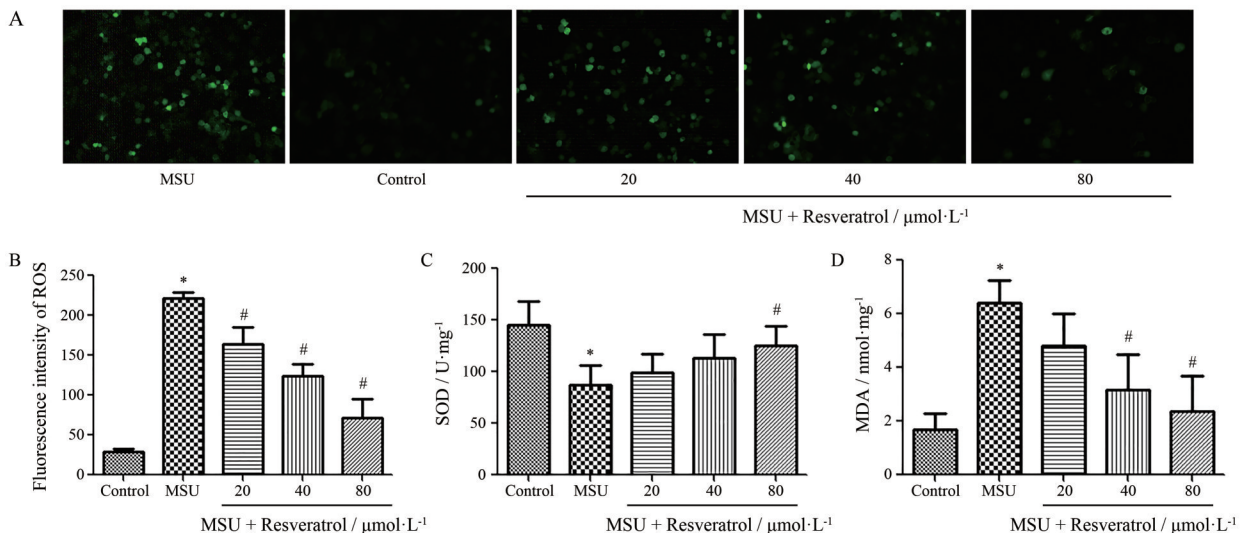 A
MSU Control 20 40 80
MSU + Resveratrol / μmol·L⁻¹
B
Fluorescence intensity of ROS
250
200
150
100
50
0
*
#
#
#
Control MSU 20 40 80
MSU + Resveratrol / μmol·L⁻¹
C
SOD / U·mg⁻¹
200
150
100
50
0
*
#
Control MSU 20 40 80
MSU + Resveratrol / μmol·L⁻¹
D
MDA / nmol·mg⁻¹
8
6
4
2
0
*
#
#
Control MSU 20 40 80
MSU + Resveratrol / μmol·L⁻¹